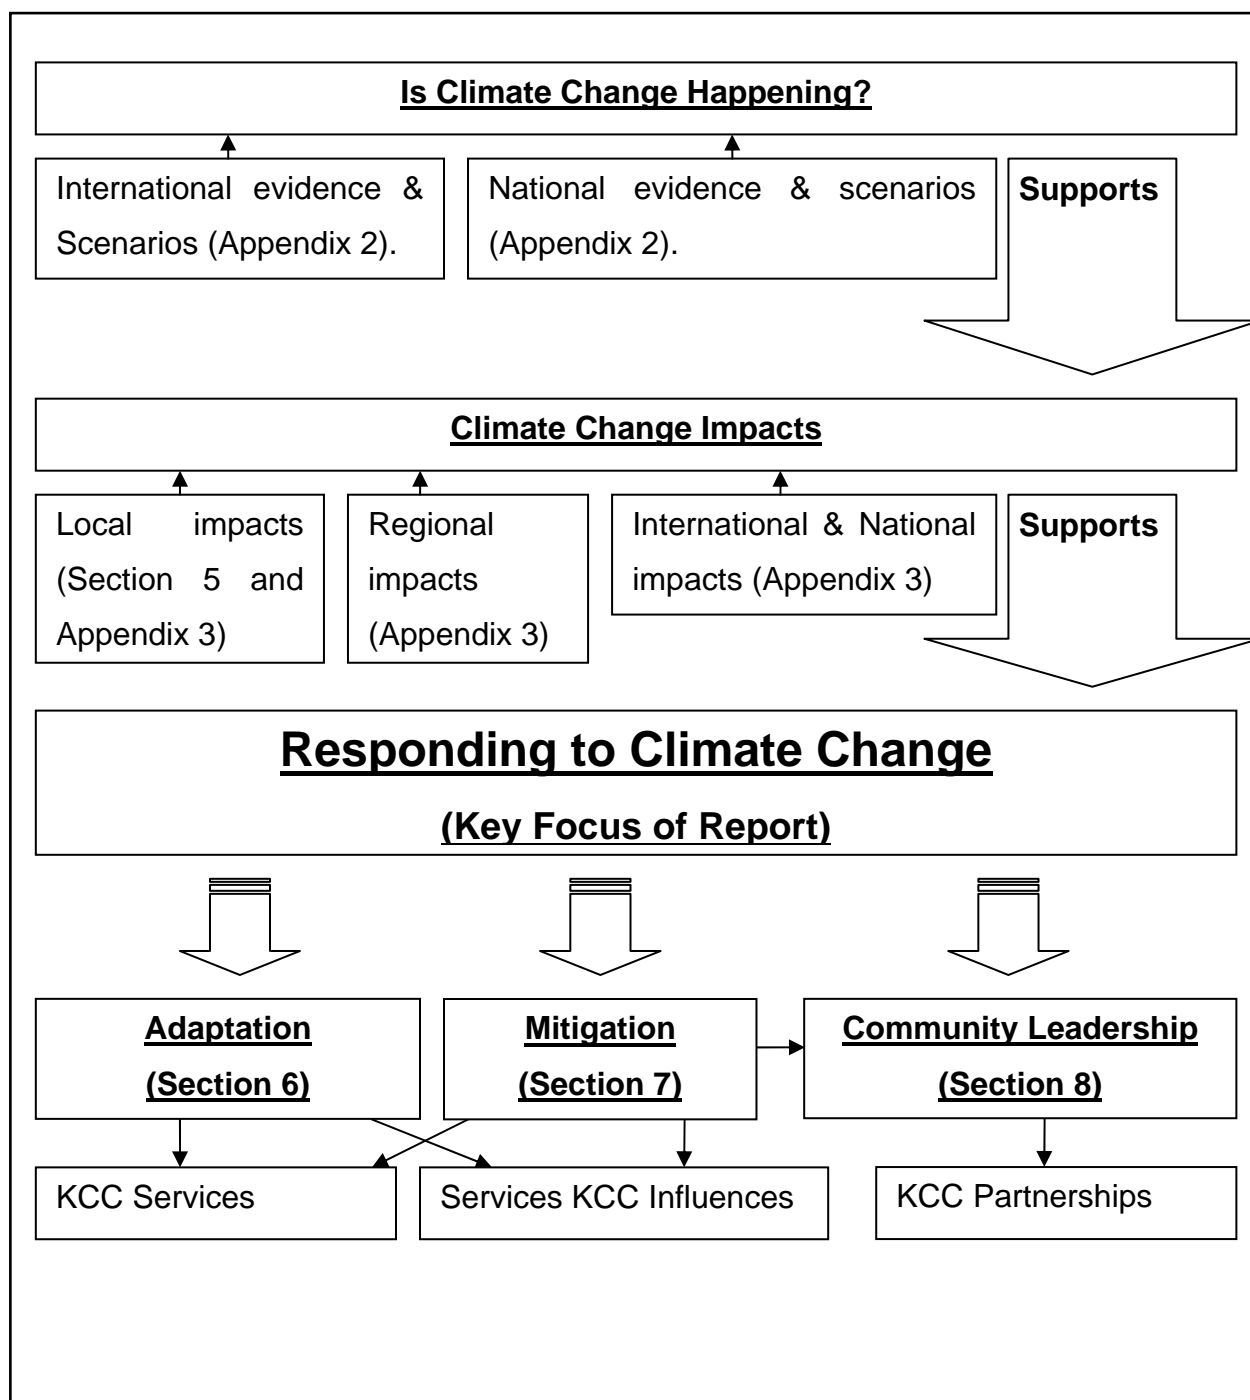 Is Climate Change Happening?
International evidence &
Scenarios (Appendix 2).
National evidence & scenarios
(Appendix 2).
Supports
Climate Change Impacts
Local impacts
(Section 5 and
Appendix 3)
Regional
impacts
(Appendix 3)
International & National
impacts (Appendix 3)
Supports
Responding to Climate Change
(Key Focus of Report)
Adaptation
(Section 6)
Mitigation
(Section 7)
Community Leadership
(Section 8)
KCC Services
Services KCC Influences
KCC Partnerships